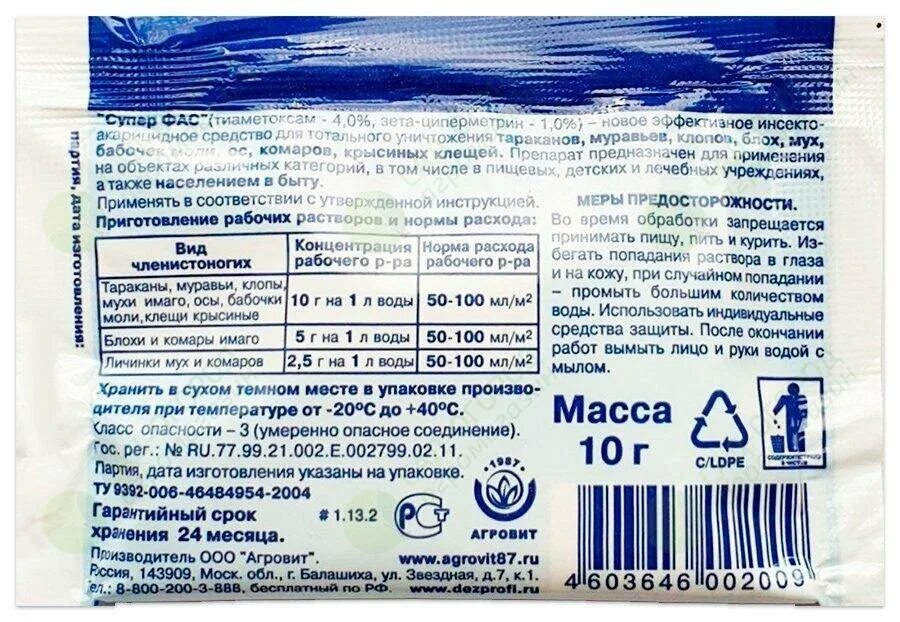 "Супер ФАС" (тиаметоксам - 4,0%, зета-циперметрин - 1,0%) – новое эффективное инсекто-
акарицидное средство для тотального уничтожения тараканов, муравьев, клопов, блох, мух,
бабочек моли, ос, комаров, крысиных клещей. Препарат предназначен для применения
на объектах различных категорий, в том числе в пищевых, детских и лечебных учреждениях,
а также населением в быту.
Применять в соответствии с утвержденной инструкцией.
Приготовление рабочих растворов и нормы расхода:
Вид членистоногих Концентрация рабочего р-ра Норма расхода рабочего р-ра
Тараканы, муравьи, клопы,
мухи имаго, осы, бабочки
моли,клещи крысиные
10 г на 1 л воды 50-100 мл/м²
Блохи и комары имаго 5 г на 1 л воды 50-100 мл/м²
Личинки мух и комаров 2,5 г на 1 л воды 50-100 мл/м²
Хранить в сухом темном месте в упаковке произво-
дителя при температуре от -20ºС до +40ºС.
Класс опасности – 3 (умеренно опасное соединение).
Гос. рег.: № RU.77.99.21.002.Е.002799.02.11.
Партия, дата изготовления указаны на упаковке.
ТУ 9392-006-46484954-2004
Гарантийный срок
хранения 24 месяца.
# 1.13.2
РСТ
•1987•
АГРОВИТ
Производитель ООО "Агровит".
www.agrovit87.ru
Россия, 143909, Моск. обл., г. Балашиха, ул. Звездная, д.7, к.1.
Тел.: 8-800-200-3-888, бесплатный по РФ. www.dezprofi.ru
МЕРЫ ПРЕДОСТОРОЖНОСТИ.
Во время обработки запрещается
принимать пищу, пить и курить. Из-
бегать попадания раствора в глаза
и на кожу, при случайном попадании
– промыть большим количеством
воды. Использовать индивидуальные
средства защиты. После окончании
работ вымыть лицо и руки водой с
мылом.
Масса
10 г
C/LDPE
4 603646 002009
партия, дата изготовления: